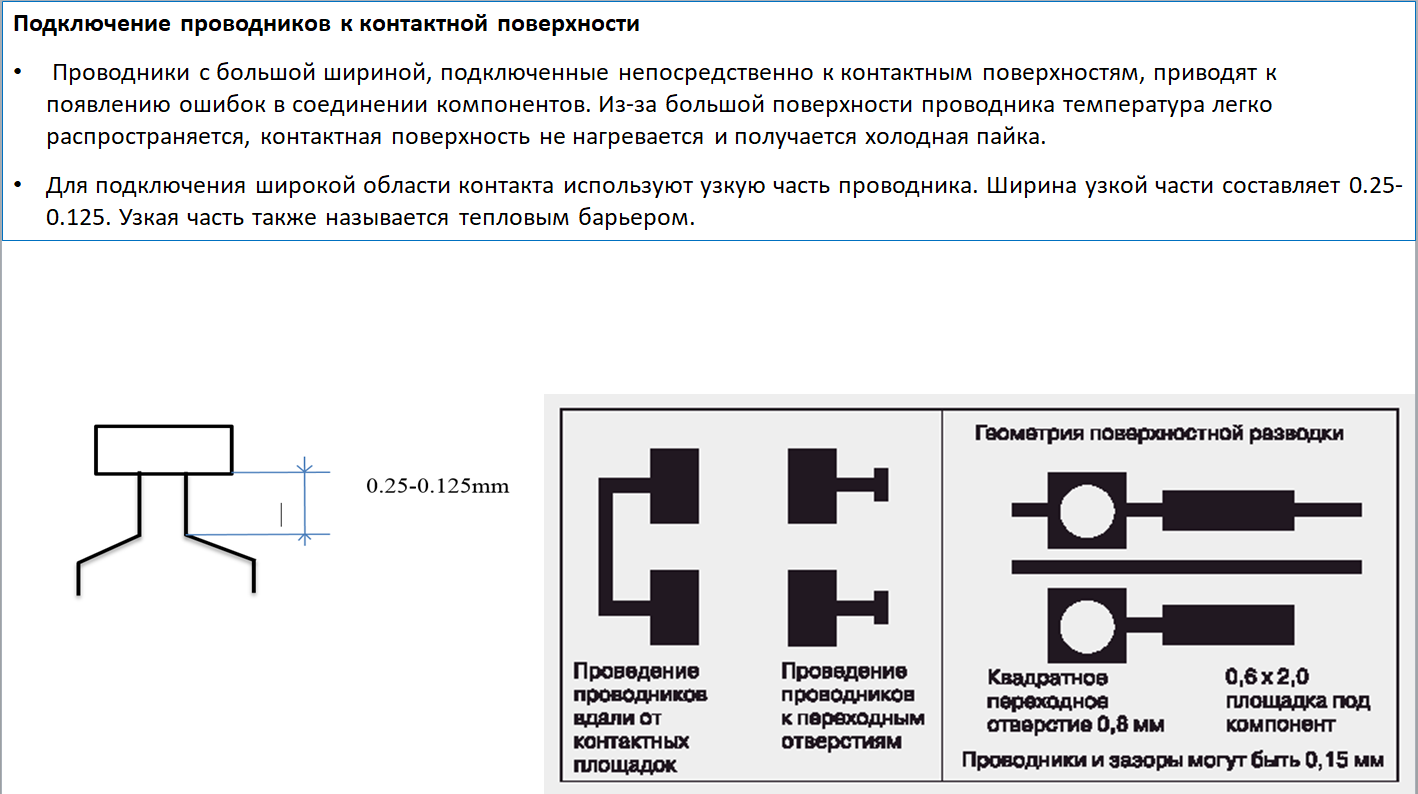 Подключение проводников к контактной поверхности
• Проводники с большой шириной, подключенные непосредственно к контактным поверхностям, приводят к
появлению ошибок в соединении компонентов. Из-за большой поверхности проводника температура легко
распространяется, контактная поверхность не нагревается и получается холодная пайка.
• Для подключения широкой области контакта используют узкую часть проводника. Ширина узкой части составляет 0.25-
0.125. Узкая часть также называется тепловым барьером.
0.25-0.125mm
Проведение
проводников
вдали от
контактных
площадок
Проведение
проводников
к переходным
отверстиям
Геометрия поверхностной разводки
Квадратное
переходное
отверстие 0,8 мм
0,6 x 2,0
площадка под
компонент
Проводники и зазоры могут быть 0,15 мм